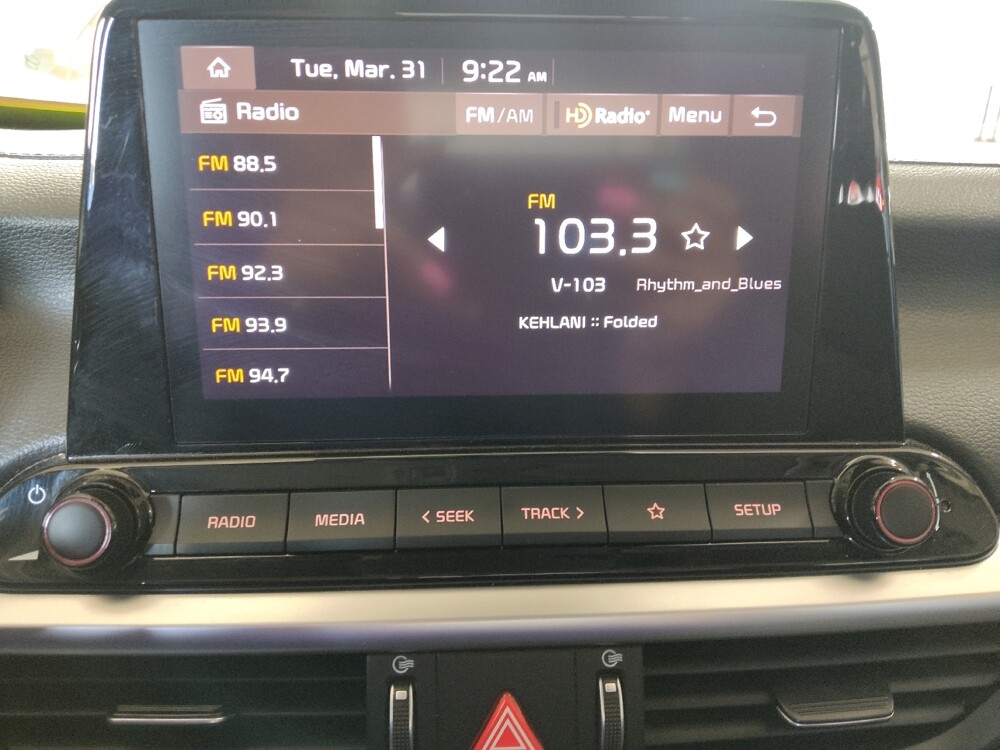 Tue, Mar. 31 9:22 AM
Radio FM/AM HD Radio® Menu
FM 88.5
FM 90.1
FM 92.3
FM 93.9
FM 94.7
FM
103.3
V-103 Rhythm_and_Blues
KEHLANI :: Folded
RADIO MEDIA < SEEK TRACK > SETUP